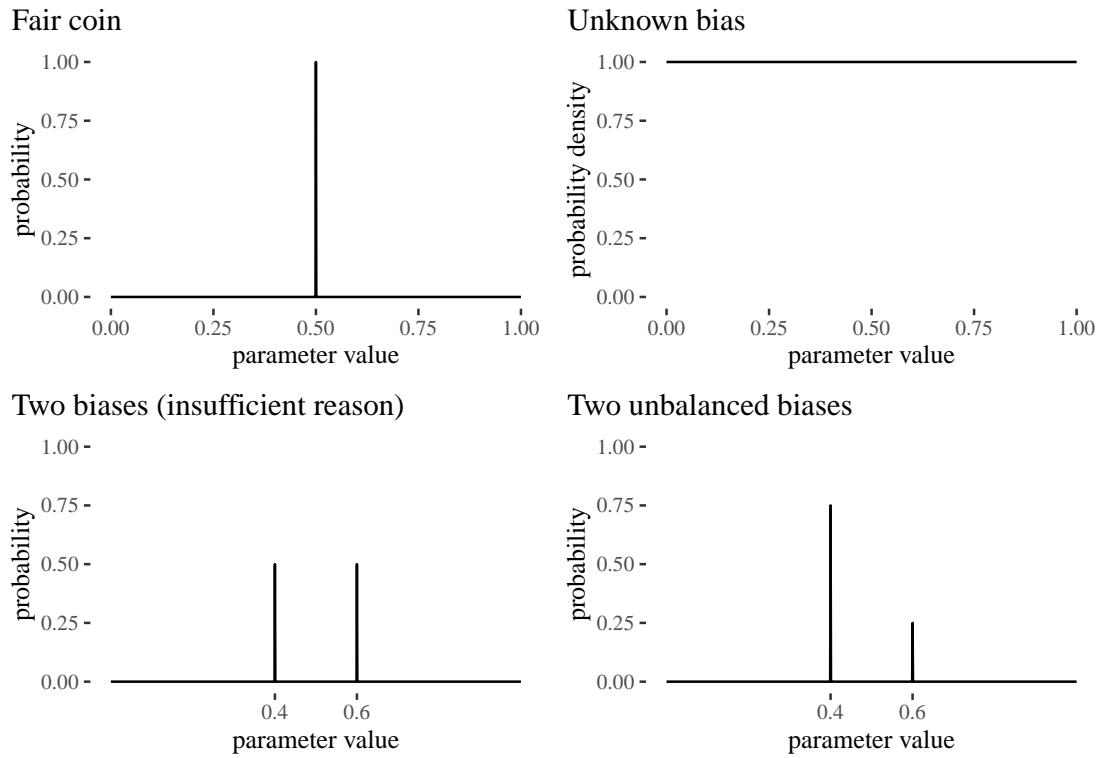 Fair coin
1.00
0.75
0.50
0.25
0.00
probability
0.00 0.25 0.50 0.75 1.00
parameter value
Unknown bias
1.00
0.75
0.50
0.25
0.00
probability density
0.00 0.25 0.50 0.75 1.00
parameter value
Two biases (insufficient reason)
1.00
0.75
0.50
0.25
0.00
probability
0.4 0.6
parameter value
Two unbalanced biases
1.00
0.75
0.50
0.25
0.00
probability
0.4 0.6
parameter value